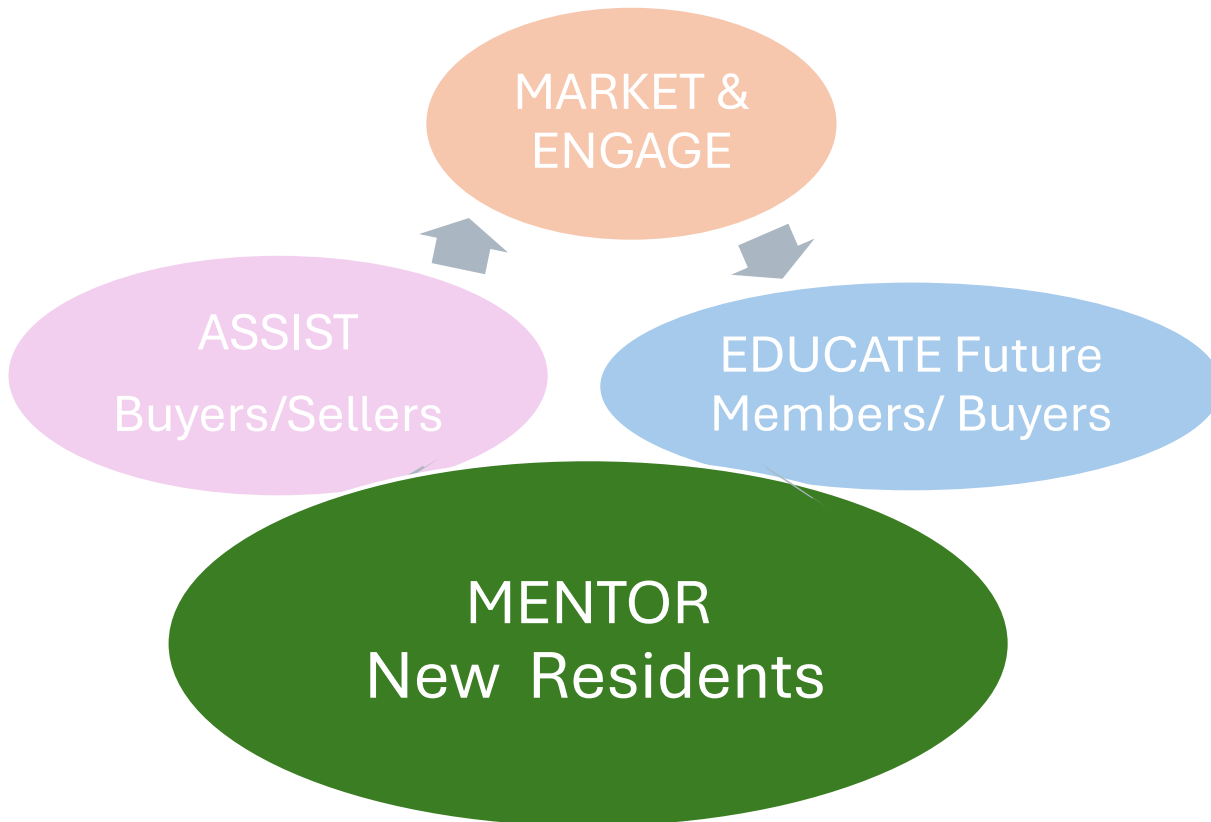 MARKET &
ENGAGE
ASSIST
Buyers/Sellers
EDUCATE Future
Members/ Buyers
MENTOR
New  Residents